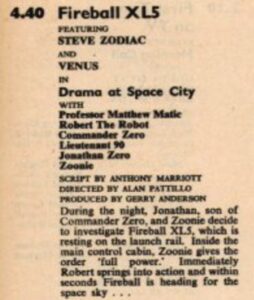 4.40 Fireball XL5
FEATURING
STEVE ZODIAC
AND
VENUS
IN
Drama at Space City
WITH
Professor Matthew Matic
Robert The Robot
Commander Zero
Lieutenant 90
Jonathan Zero
Zoonie
SCRIPT BY ANTHONY MARRIOTT
DIRECTED BY ALAN PATTILLO
PRODUCED BY GERRY ANDERSON
During the night, Jonathan, son of
Commander Zero, and Zoonie decide
to investigate Fireball XL5, which is
resting on the launch rail. Inside the
main control cabin, Zoonie gives the
order 'full power.' Immediately
Robert springs into action and within
seconds Fireball is heading for the
space sky . . .